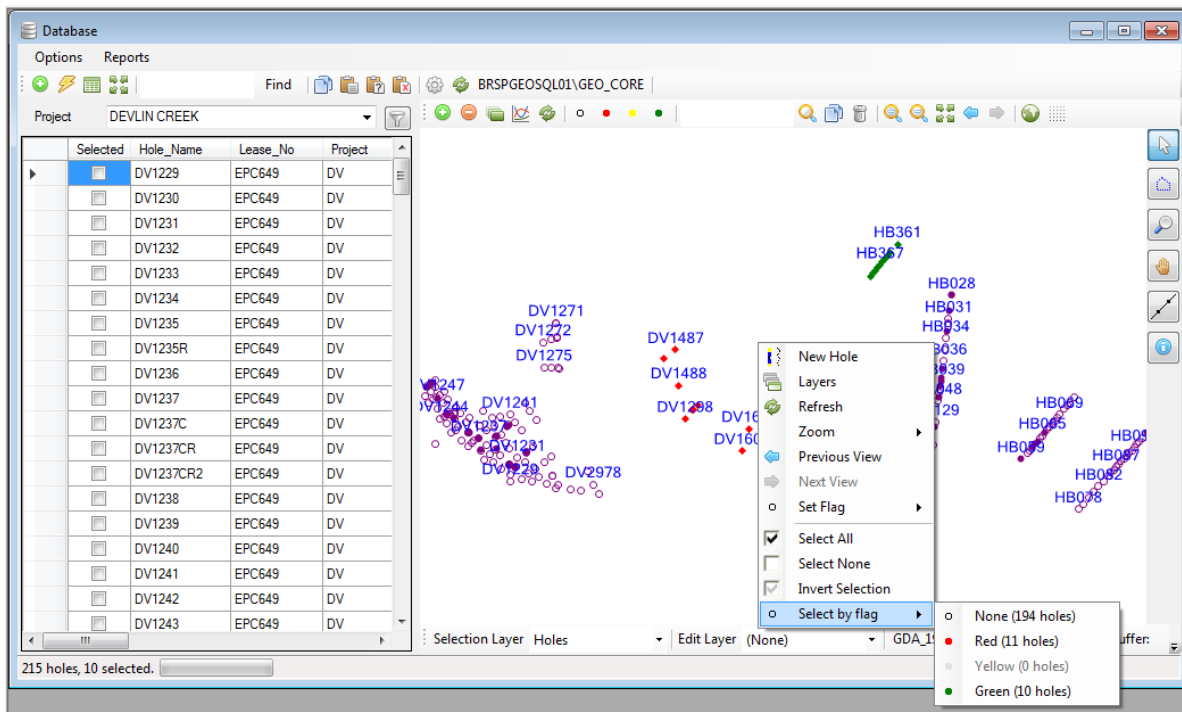 Database
Options Reports
Find BRSPGEOSQL01\GEO_CORE
Project DEVLIN CREEK
Selected Hole_Name Lease_No Project
DV1229 EPC649 DV
DV1230 EPC649 DV
DV1231 EPC649 DV
DV1232 EPC649 DV
DV1233 EPC649 DV
DV1234 EPC649 DV
DV1235 EPC649 DV
DV1235R EPC649 DV
DV1236 EPC649 DV
DV1237 EPC649 DV
DV1237C EPC649 DV
DV1237CR EPC649 DV
DV1237CR2 EPC649 DV
DV1238 EPC649 DV
DV1239 EPC649 DV
DV1240 EPC649 DV
DV1241 EPC649 DV
DV1242 EPC649 DV
DV1243 EPC649 DV
HB361
HB367
HB028
HB031
HB034
DV1271
DV1272
DV1275
DV1487
DV1488
DV1298
DV1241
DV1237
DV1231
DV1229
DV2978
HB069
HB065
HB059
HB087
HB082
HB078
New Hole
Layers
Refresh
Zoom
Previous View
Next View
Set Flag
Select All
Select None
Invert Selection
Select by flag
None (194 holes)
Red (11 holes)
Yellow (0 holes)
Green (10 holes)
Selection Layer Holes Edit Layer (None)
215 holes, 10 selected.